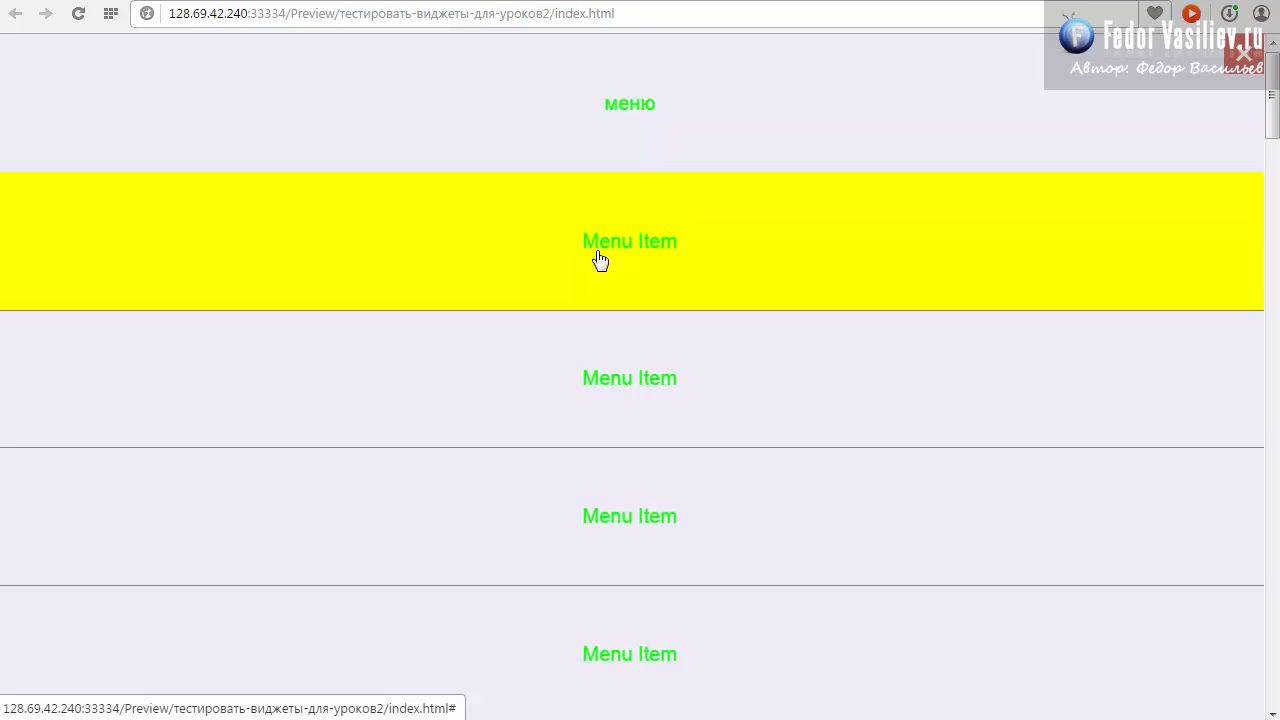 128.69.42.240:33334/Preview/тестировать-виджеты-для-уроков2/index.html
Fedor Vasiliev.ru
Автор: Федор Васильев
меню
Menu Item
Menu Item
Menu Item
Menu Item
128.69.42.240:33334/Preview/тестировать-виджеты-для-уроков2/index.html#